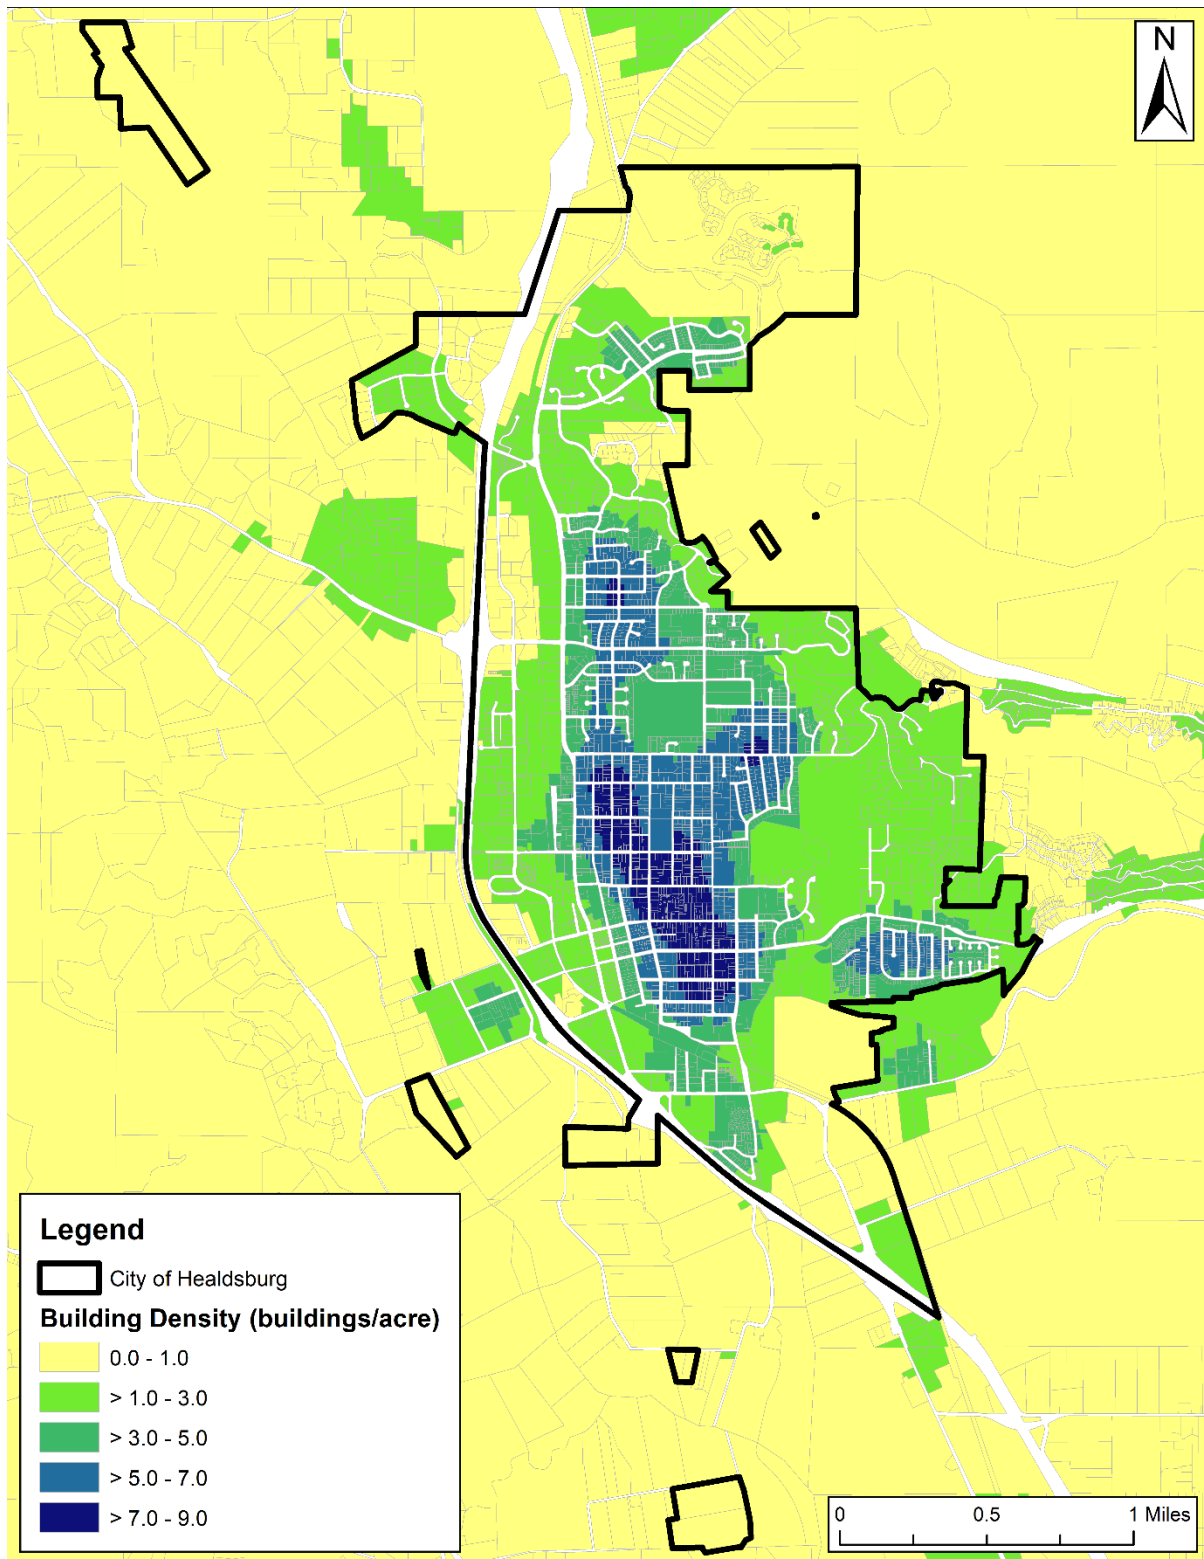 N
Legend
City of Healdsburg
Building Density (buildings/acre)
0.0 - 1.0
> 1.0 - 3.0
> 3.0 - 5.0
> 5.0 - 7.0
> 7.0 - 9.0
0 0.5 1 Miles